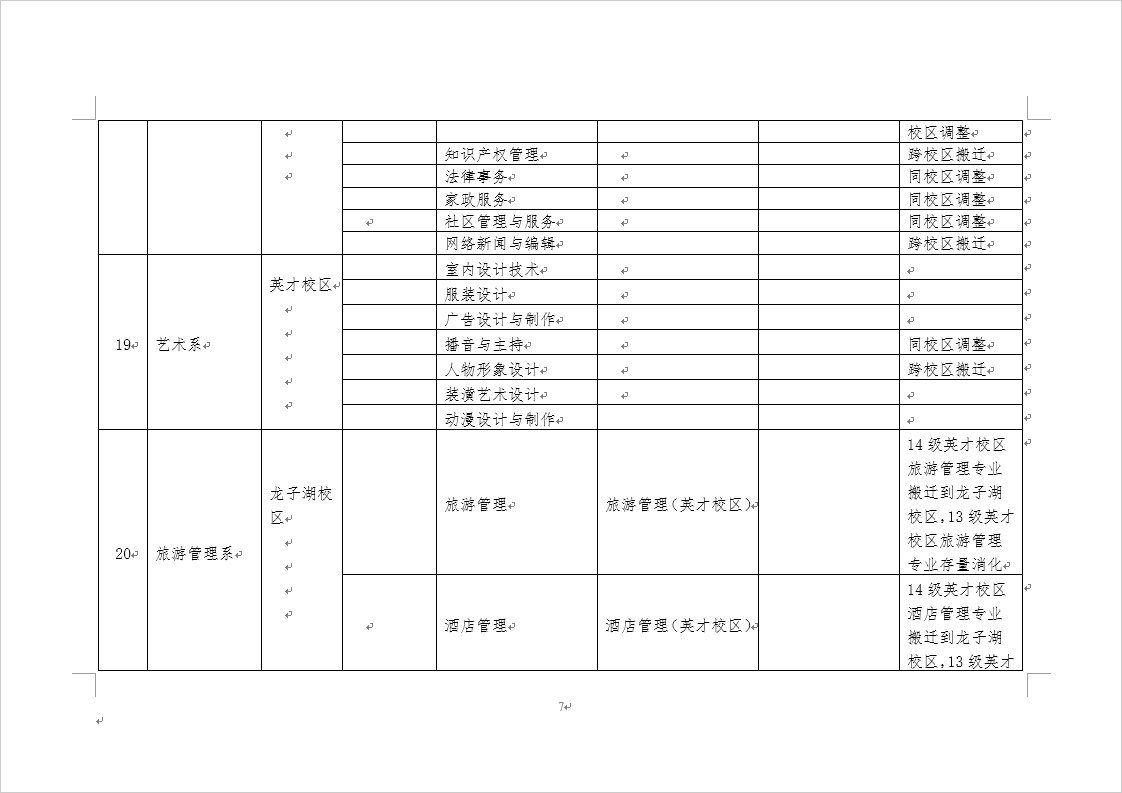 校区调整
知识产权管理
跨校区搬迁
法律事务
同校区调整
家政服务
同校区调整
社区管理与服务
同校区调整
网络新闻与编辑
跨校区搬迁
19
艺术系
英才校区
室内设计技术
服装设计
广告设计与制作
播音与主持
同校区调整
人物形象设计
跨校区搬迁
装潢艺术设计
动漫设计与制作
20
旅游管理系
龙子湖校
区
旅游管理
旅游管理(英才校区)
14级英才校区
旅游管理专业
搬迁到龙子湖
校区,13级英才
校区旅游管理
专业存量消化
酒店管理
酒店管理(英才校区)
14级英才校区
酒店管理专业
搬迁到龙子湖
校区,13级英才
7